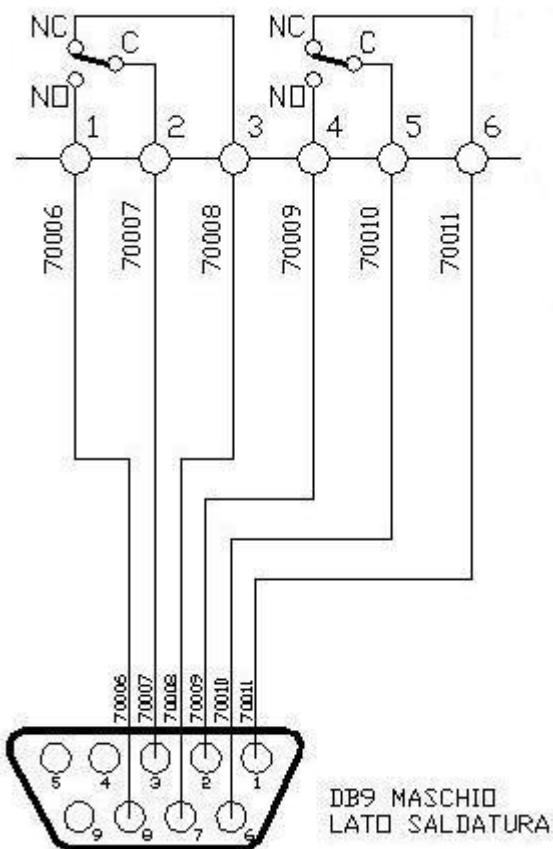 NC C NC C
NO NO
1 2 3 4 5 6
70006 70007 70008 70009 70010 70011
70006 70007 70008 70009 70010 70011
5 4 3 2 1
9 8 7 6
DB9 MASCHIO
LATO SALDATURA